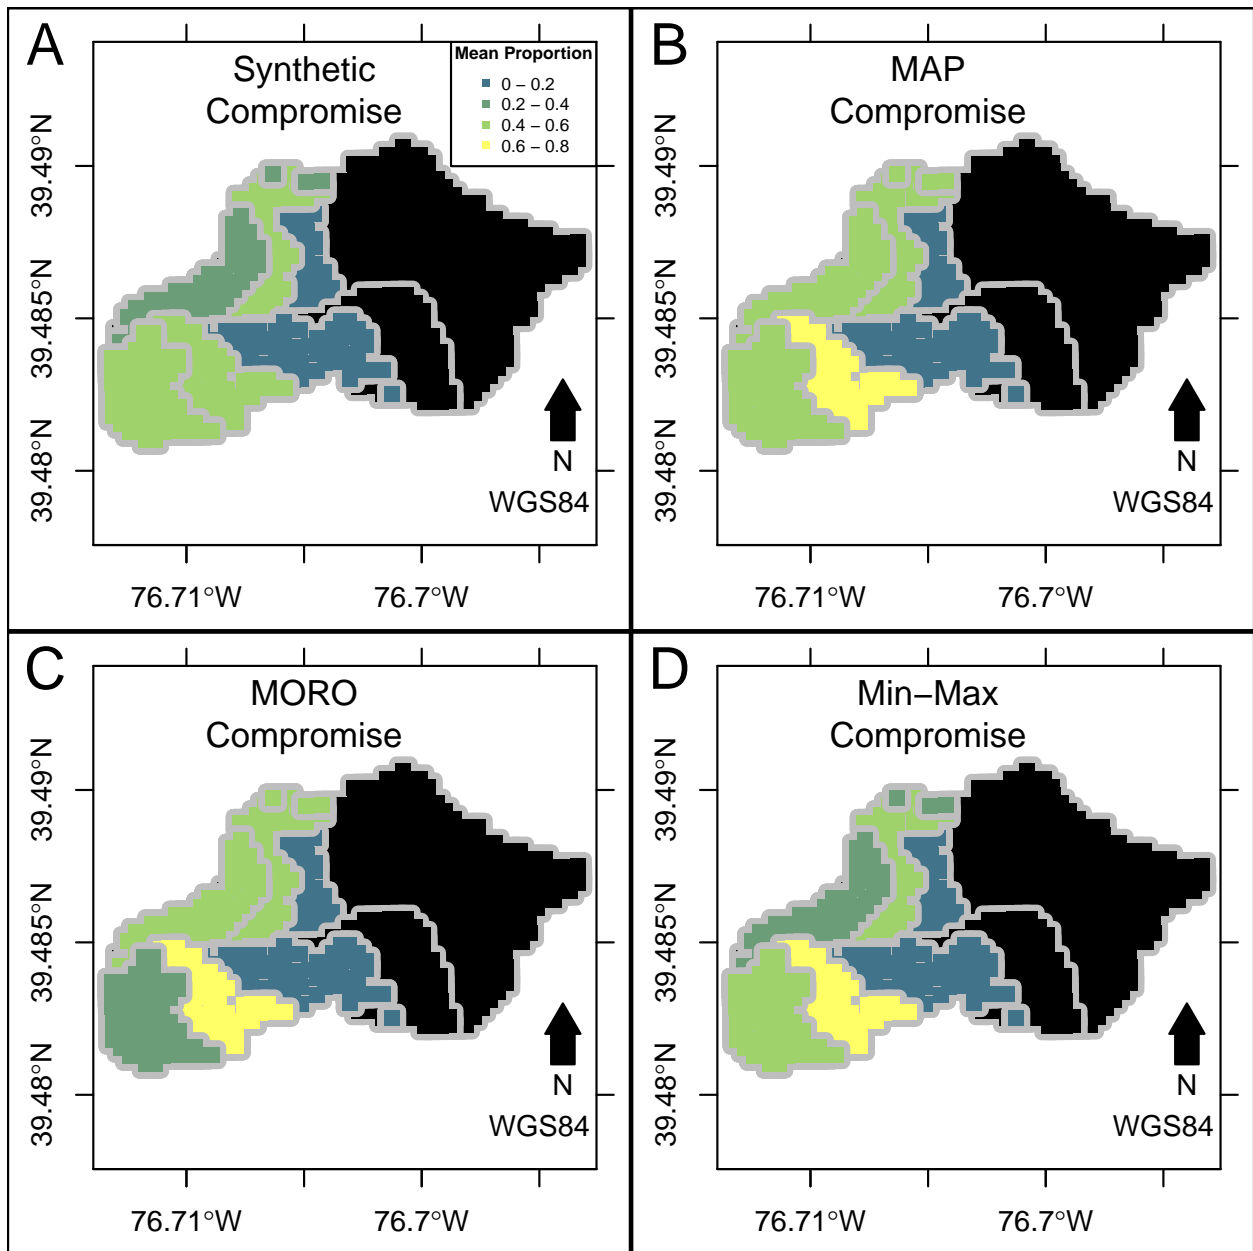 A
Synthetic
Compromise
Mean Proportion
0 – 0.2
0.2 – 0.4
0.4 – 0.6
0.6 – 0.8
39.49°N
39.485°N
39.48°N
N
WGS84
76.71°W
76.7°W
B
MAP
Compromise
39.49°N
39.485°N
39.48°N
N
WGS84
76.71°W
76.7°W
C
MORO
Compromise
39.49°N
39.485°N
39.48°N
N
WGS84
76.71°W
76.7°W
D
Min–Max
Compromise
39.49°N
39.485°N
39.48°N
N
WGS84
76.71°W
76.7°W